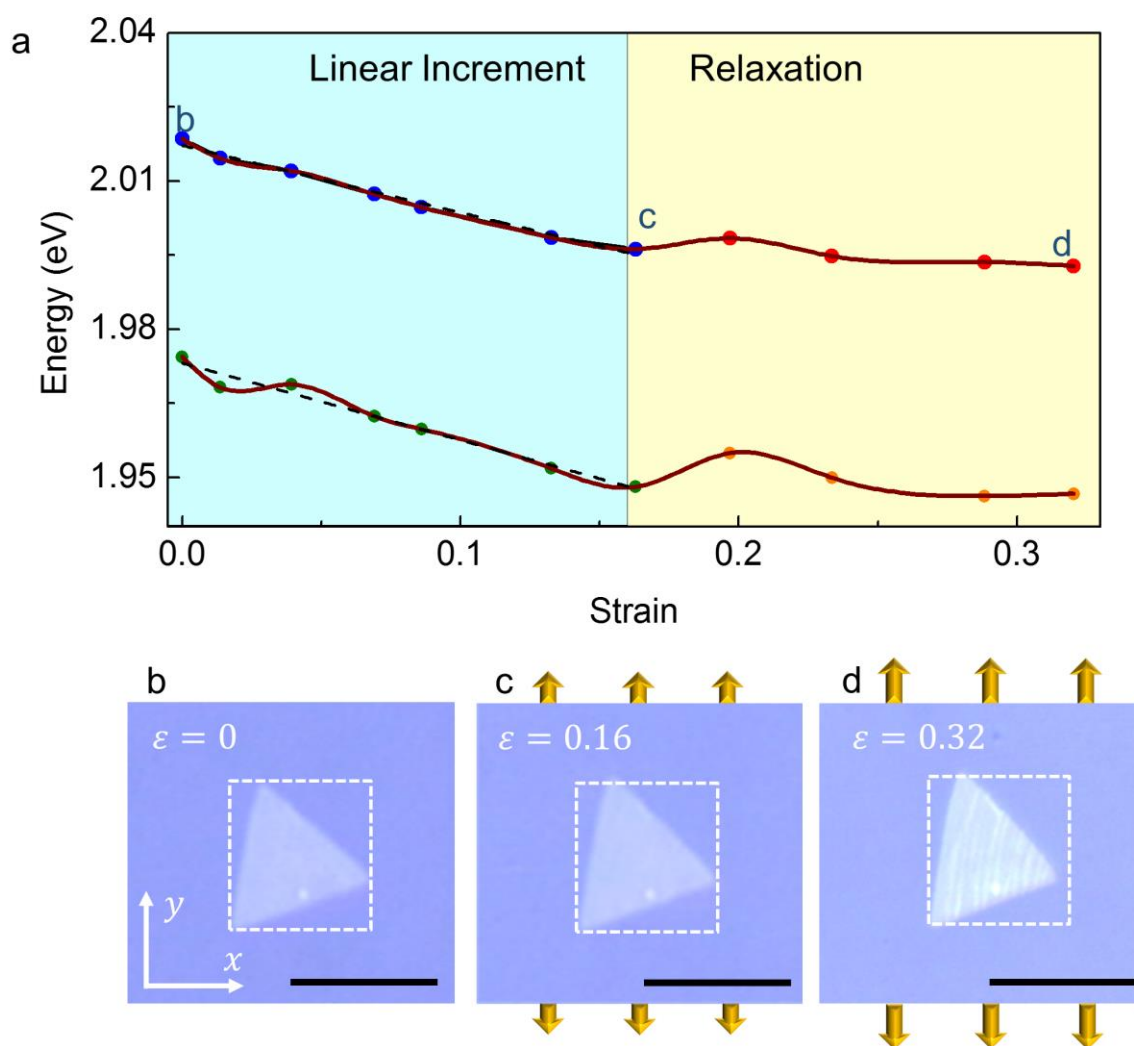 a
2.04
Linear Increment Relaxation
b
2.01
c
d
Energy (eV)
1.98
1.95
0.0 0.1 0.2 0.3
Strain
b c d
ε = 0 ε = 0.16 ε = 0.32
y
x